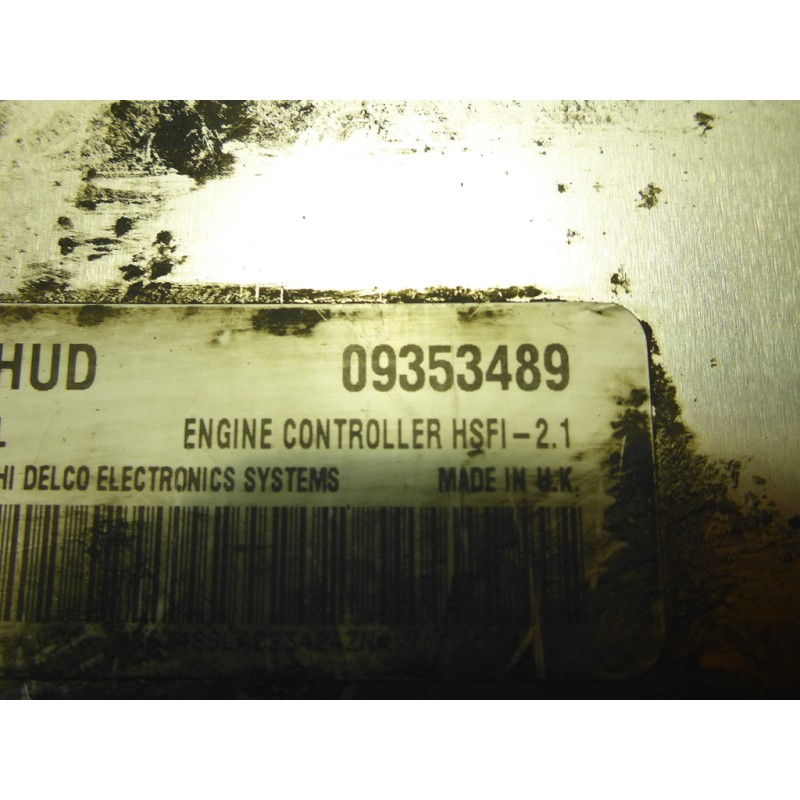 HUD 09353489
ENGINE CONTROLLER HSFI-2.1
HI DELCO ELECTRONICS SYSTEMS MADE IN U.K.